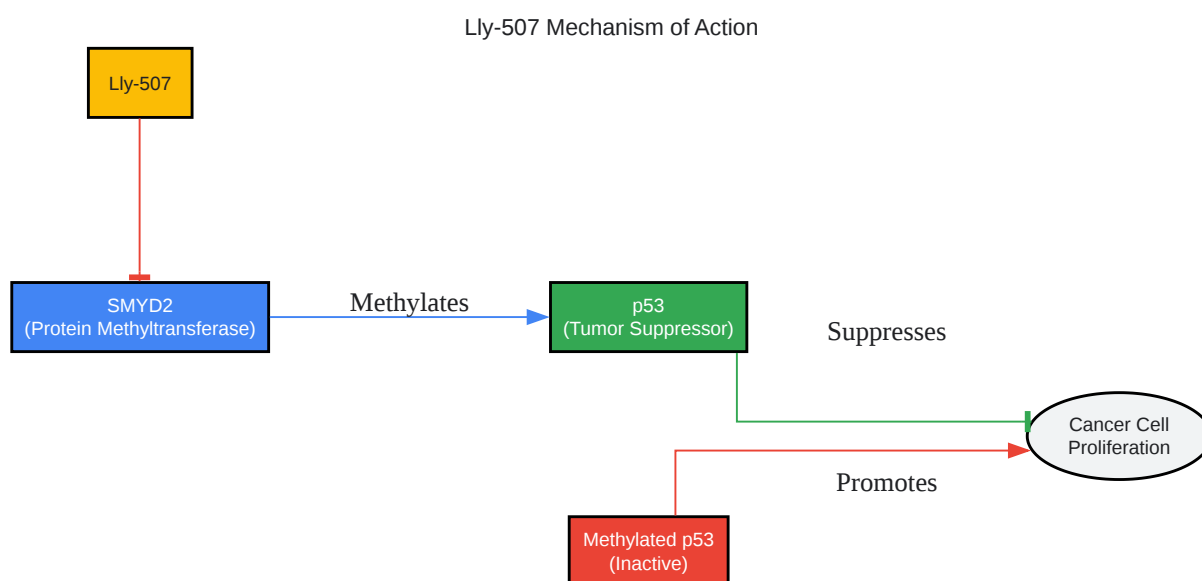 Lly-507 Mechanism of Action
Lly-507
SMYD2
(Protein Methyltransferase)
Methylates
p53
(Tumor Suppressor)
Suppresses
Cancer Cell
Proliferation
Promotes
Methylated p53
(Inactive)